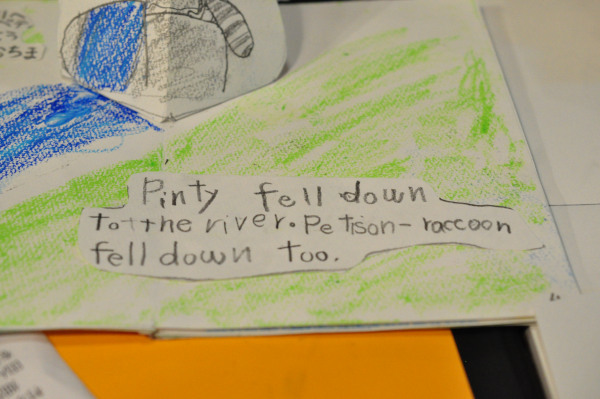 Pinty fell down
to the river. Petison-raccoon
fell down too.